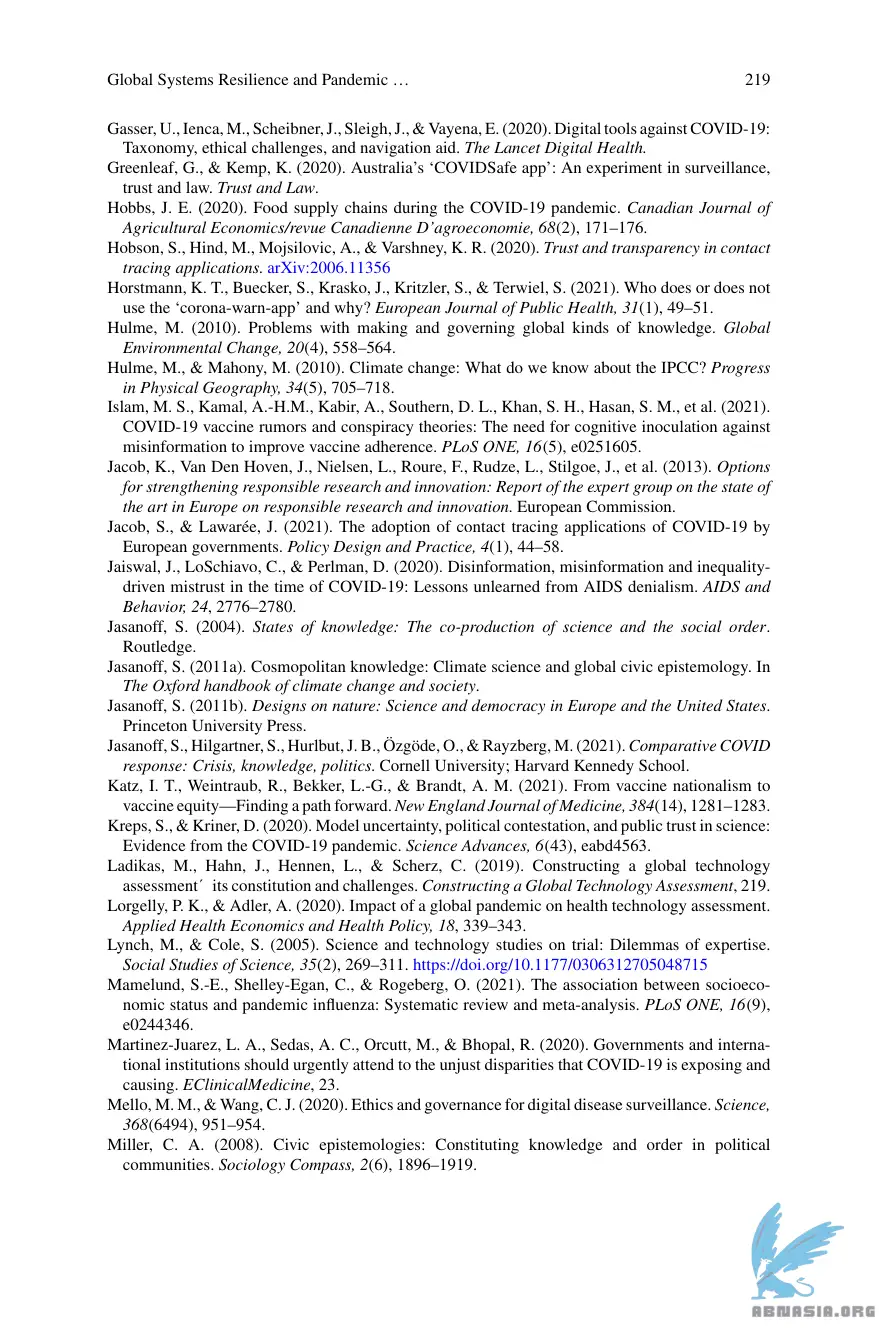 Global Systems Resilience and Pandemic … 219
Gasser, U., Ienca, M., Scheibner, J., Sleigh, J., & Vayena, E. (2020). Digital tools against COVID-19:
Taxonomy, ethical challenges, and navigation aid. The Lancet Digital Health.
Greenleaf, G., & Kemp, K. (2020). Australia’s ‘COVIDSafe app’: An experiment in surveillance,
trust and law. Trust and Law.
Hobbs, J. E. (2020). Food supply chains during the COVID-19 pandemic. Canadian Journal of
Agricultural Economics/revue Canadienne D’agroeconomie, 68(2), 171–176.
Hobson, S., Hind, M., Mojsilovic, A., & Varshney, K. R. (2020). Trust and transparency in contact
tracing applications. arXiv:2006.11356
Horstmann, K. T., Buecker, S., Krasko, J., Kritzler, S., & Terwiel, S. (2021). Who does or does not
use the ‘corona-warn-app’ and why? European Journal of Public Health, 31(1), 49–51.
Hulme, M. (2010). Problems with making and governing global kinds of knowledge. Global
Environmental Change, 20(4), 558–564.
Hulme, M., & Mahony, M. (2010). Climate change: What do we know about the IPCC? Progress
in Physical Geography, 34(5), 705–718.
Islam, M. S., Kamal, A.-H.M., Kabir, A., Southern, D. L., Khan, S. H., Hasan, S. M., et al. (2021).
COVID-19 vaccine rumors and conspiracy theories: The need for cognitive inoculation against
misinformation to improve vaccine adherence. PLoS ONE, 16(5), e0251605.
Jacob, K., Van Den Hoven, J., Nielsen, L., Roure, F., Rudze, L., Stilgoe, J., et al. (2013). Options
for strengthening responsible research and innovation: Report of the expert group on the state of
the art in Europe on responsible research and innovation. European Commission.
Jacob, S., & Lawarée, J. (2021). The adoption of contact tracing applications of COVID-19 by
European governments. Policy Design and Practice, 4(1), 44–58.
Jaiswal, J., LoSchiavo, C., & Perlman, D. (2020). Disinformation, misinformation and inequality-
driven mistrust in the time of COVID-19: Lessons unlearned from AIDS denialism. AIDS and
Behavior, 24, 2776–2780.
Jasanoff, S. (2004). States of knowledge: The co-production of science and the social order.
Routledge.
Jasanoff, S. (2011a). Cosmopolitan knowledge: Climate science and global civic epistemology. In
The Oxford handbook of climate change and society.
Jasanoff, S. (2011b). Designs on nature: Science and democracy in Europe and the United States.
Princeton University Press.
Jasanoff, S., Hilgartner, S., Hurlbut, J. B., Özgöde, O., & Rayzberg, M. (2021). Comparative COVID
response: Crisis, knowledge, politics. Cornell University; Harvard Kennedy School.
Katz, I. T., Weintraub, R., Bekker, L.-G., & Brandt, A. M. (2021). From vaccine nationalism to
vaccine equity—Finding a path forward. New England Journal of Medicine, 384(14), 1281–1283.
Kreps, S., & Kriner, D. (2020). Model uncertainty, political contestation, and public trust in science:
Evidence from the COVID-19 pandemic. Science Advances, 6(43), eabd4563.
Ladikas, M., Hahn, J., Hennen, L., & Scherz, C. (2019). Constructing a global technology
assessment´ its constitution and challenges. Constructing a Global Technology Assessment, 219.
Lorgelly, P. K., & Adler, A. (2020). Impact of a global pandemic on health technology assessment.
Applied Health Economics and Health Policy, 18, 339–343.
Lynch, M., & Cole, S. (2005). Science and technology studies on trial: Dilemmas of expertise.
Social Studies of Science, 35(2), 269–311. https://doi.org/10.1177/0306312705048715
Mamelund, S.-E., Shelley-Egan, C., & Rogeberg, O. (2021). The association between socioeco-
nomic status and pandemic influenza: Systematic review and meta-analysis. PLoS ONE, 16(9),
e0244346.
Martinez-Juarez, L. A., Sedas, A. C., Orcutt, M., & Bhopal, R. (2020). Governments and interna-
tional institutions should urgently attend to the unjust disparities that COVID-19 is exposing and
causing. EClinicalMedicine, 23.
Mello, M. M., & Wang, C. J. (2020). Ethics and governance for digital disease surveillance. Science,
368(6494), 951–954.
Miller, C. A. (2008). Civic epistemologies: Constituting knowledge and order in political
communities. Sociology Compass, 2(6), 1896–1919.
ABNASIA.ORG